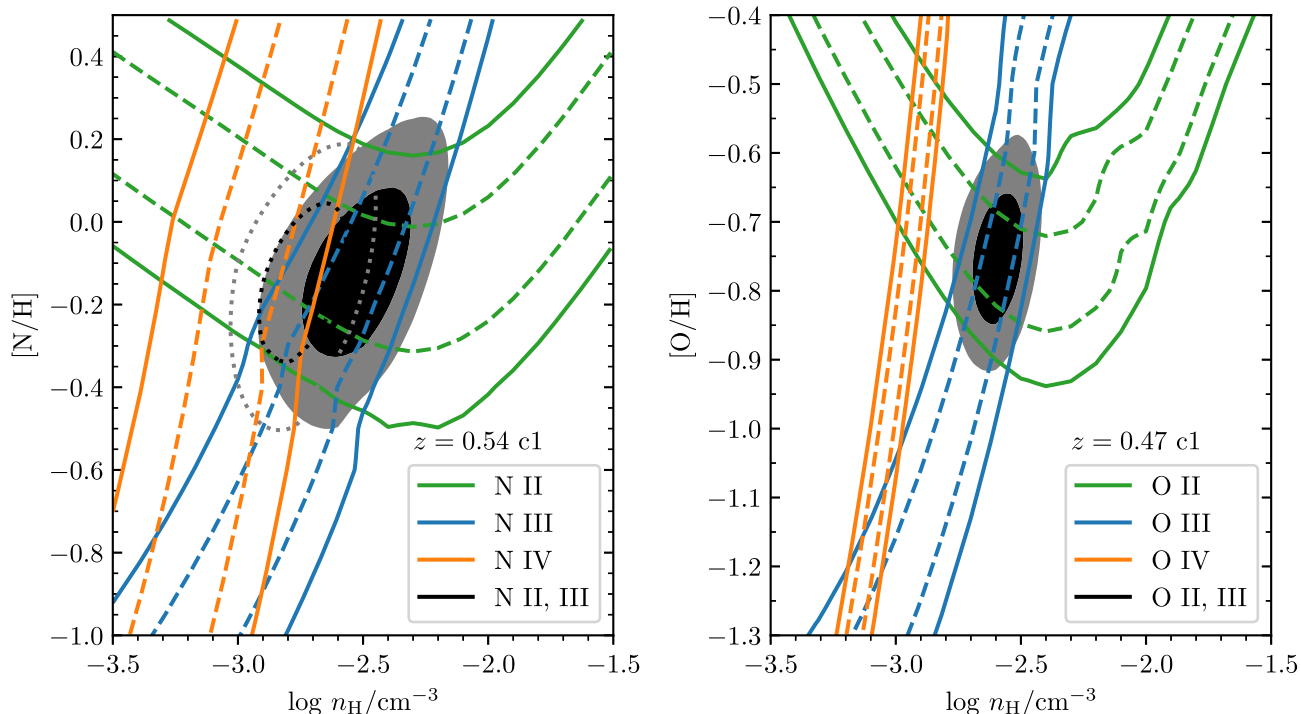 0.4
0.2
0.0
−0.2
−0.4
−0.6
−0.8
−1.0
[N/H]
−3.5 −3.0 −2.5 −2.0 −1.5
log n_H/cm⁻³
z = 0.54 c1
N II
N III
N IV
N II, III
−0.4
−0.5
−0.6
−0.7
−0.8
−0.9
−1.0
−1.1
−1.2
−1.3
[O/H]
−3.5 −3.0 −2.5 −2.0 −1.5
log n_H/cm⁻³
z = 0.47 c1
O II
O III
O IV
O II, III